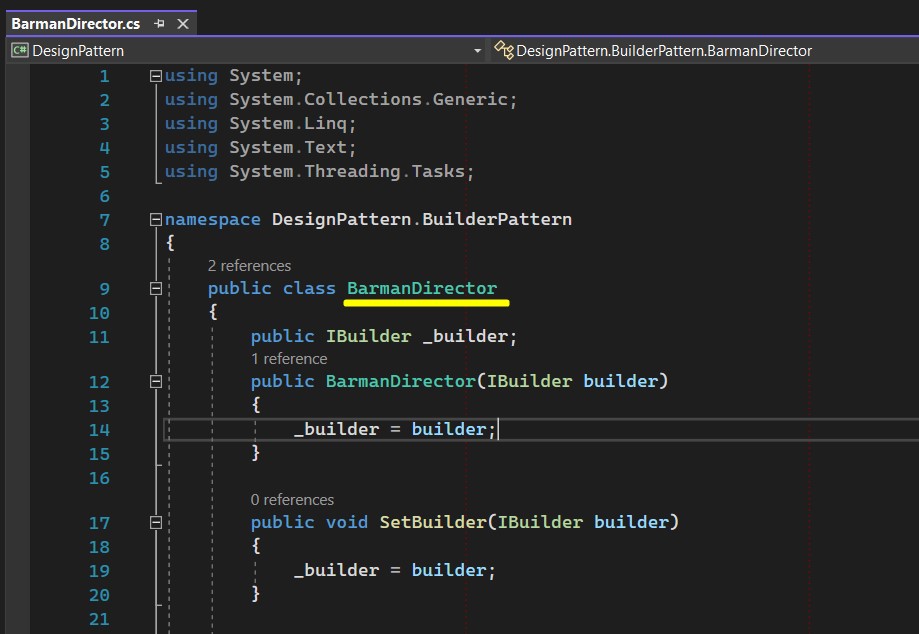 BarmanDirector.cs
C# DesignPattern DesignPattern.BuilderPattern.BarmanDirector
1 using System;
2 using System.Collections.Generic;
3 using System.Linq;
4 using System.Text;
5 using System.Threading.Tasks;
6
7 namespace DesignPattern.BuilderPattern
8 {
2 references
9 public class BarmanDirector
10 {
11 public IBuilder _builder;
1 reference
12 public BarmanDirector(IBuilder builder)
13 {
14 _builder = builder;
15 }
16
0 references
17 public void SetBuilder(IBuilder builder)
18 {
19 _builder = builder;
20 }
21